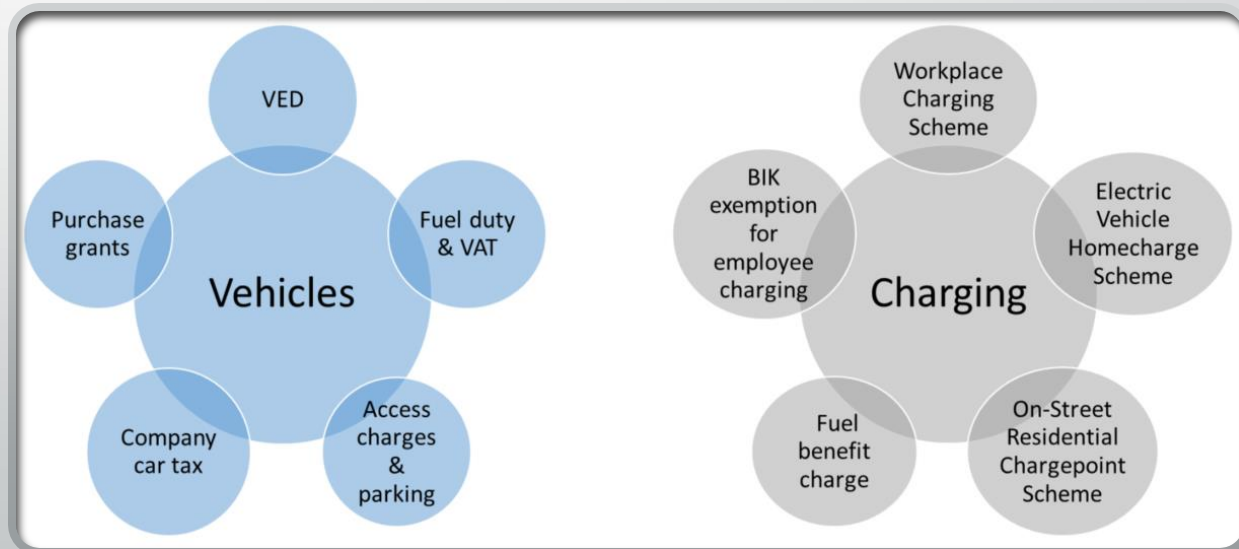 VED
Purchase
grants
Fuel duty
& VAT
Vehicles
Company
car tax
Access
charges
&
parking
Workplace
Charging
Scheme
BIK
exemption
for
employee
charging
Electric
Vehicle
Homecharge
Scheme
Charging
Fuel
benefit
charge
On-Street
Residential
Chargepoint
Scheme